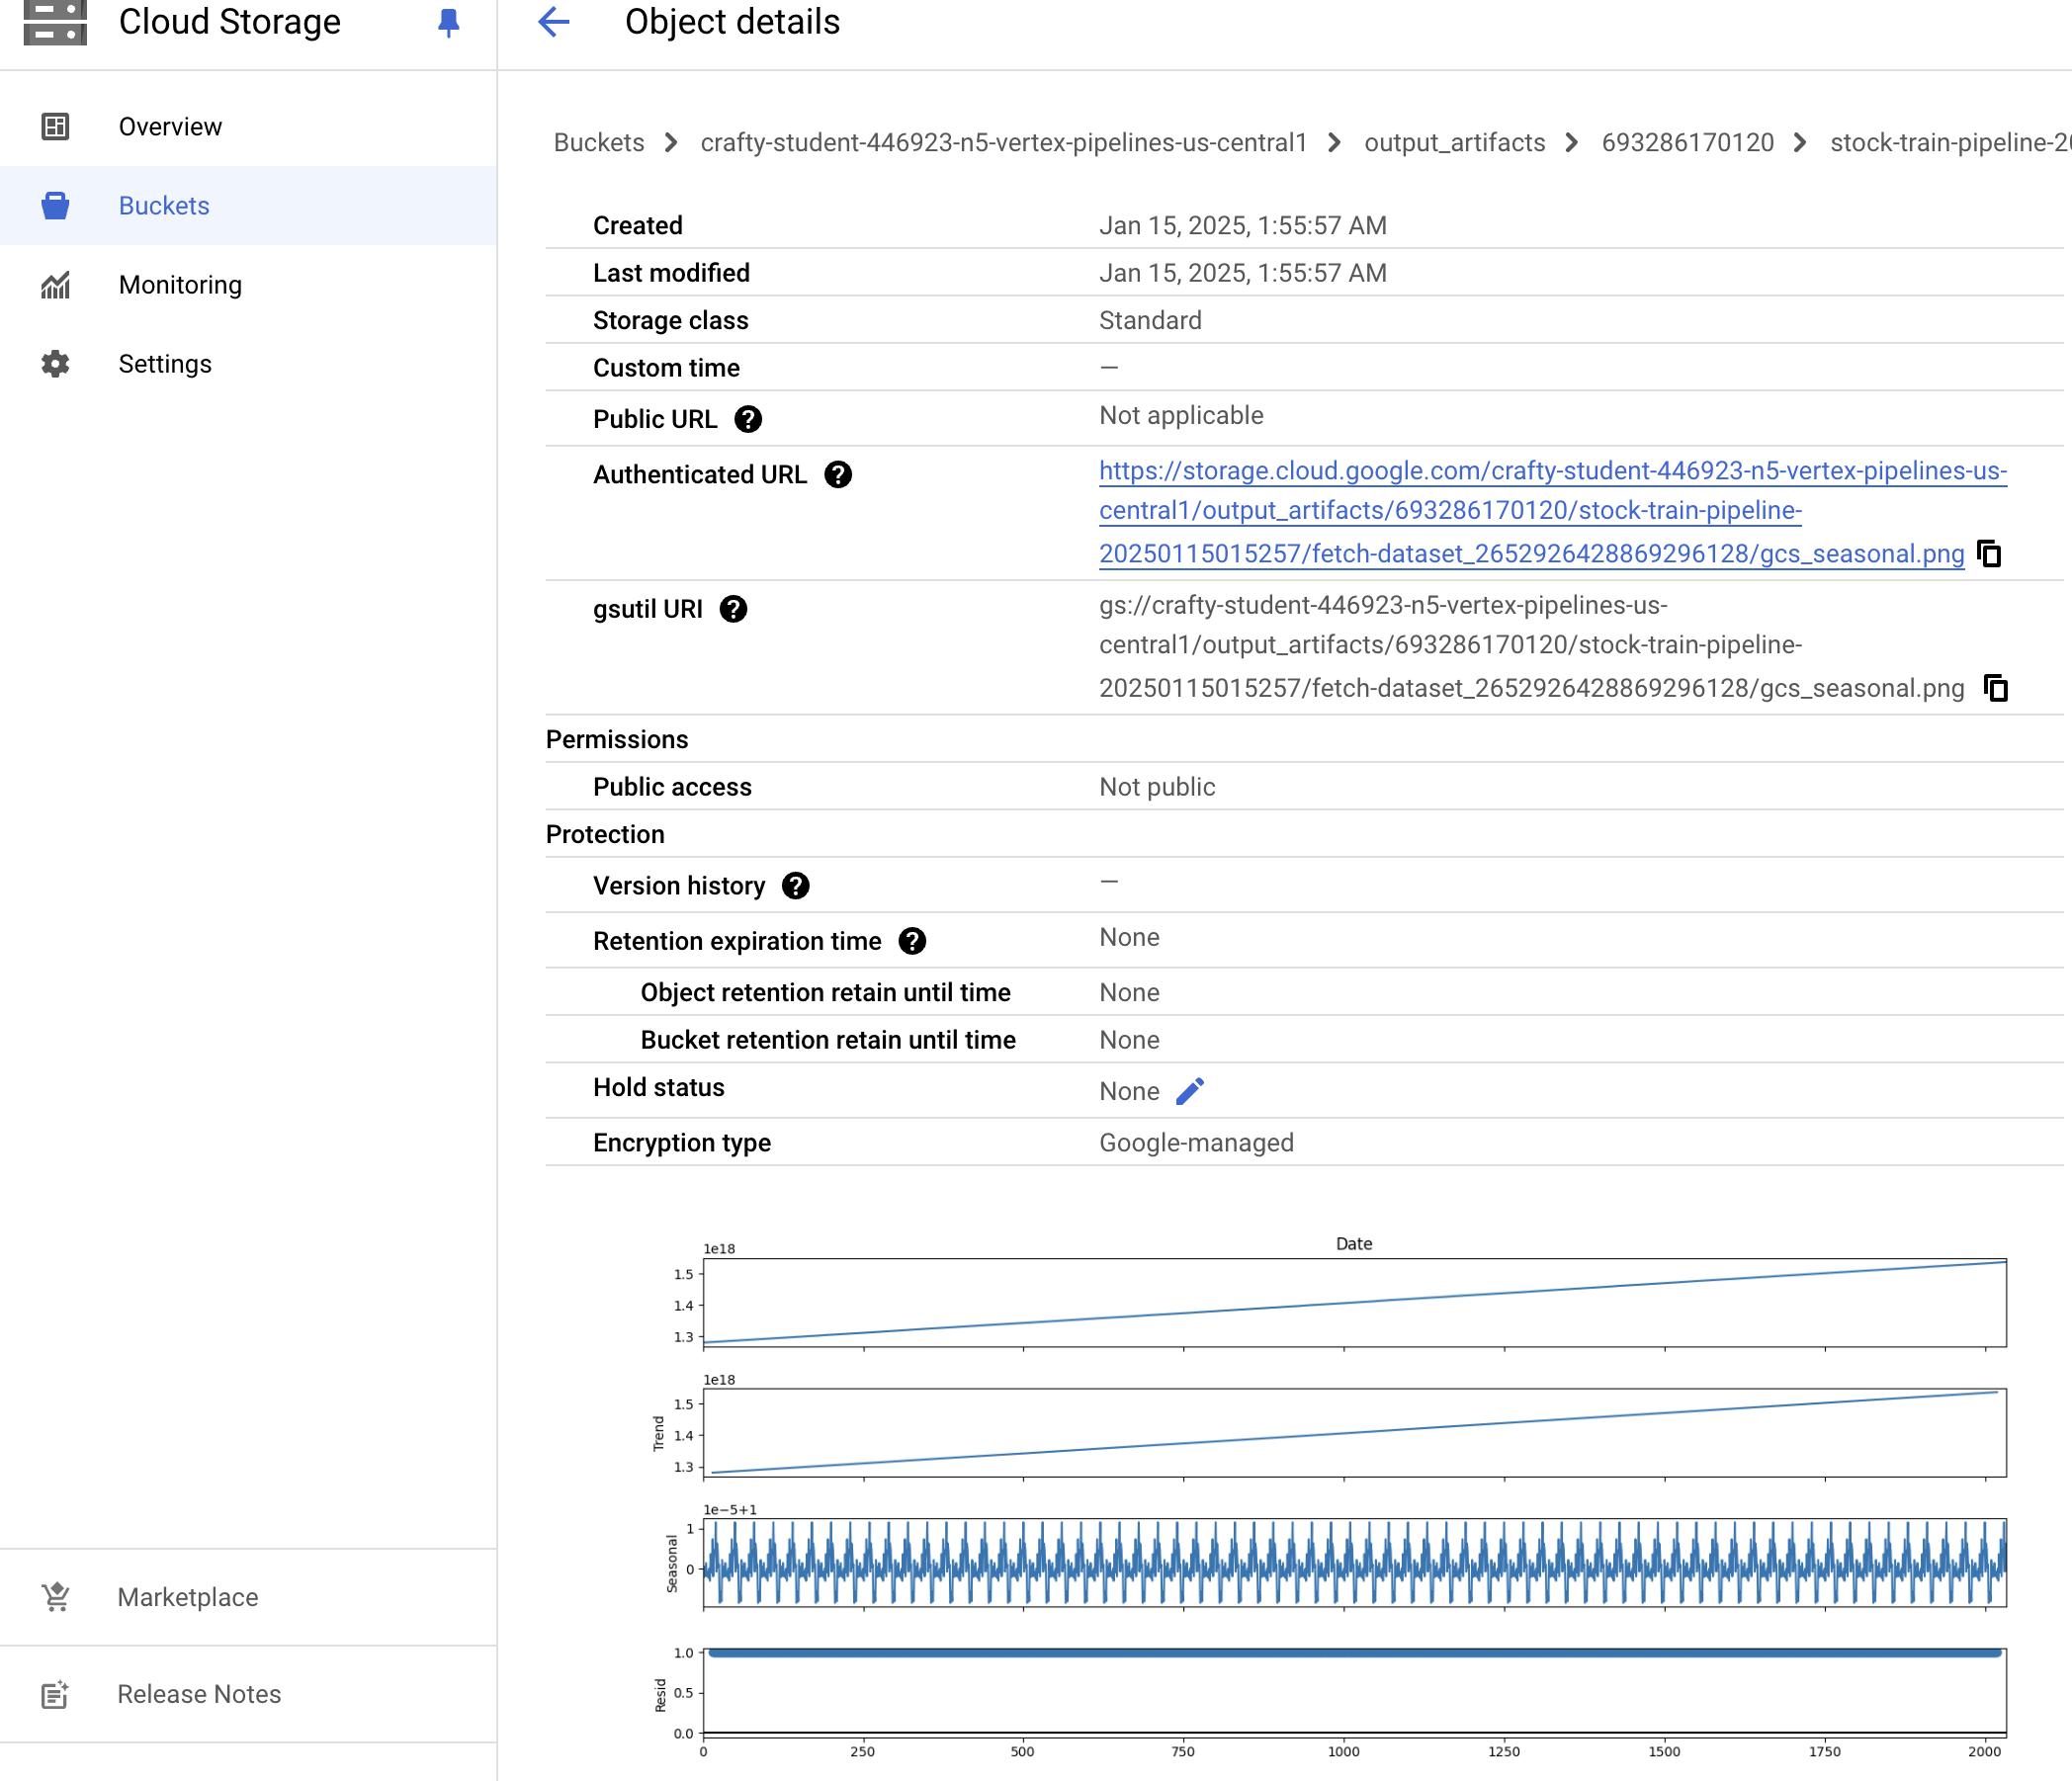 Cloud Storage
Object details
Overview
Buckets
Monitoring
Settings
Marketplace
Release Notes
Buckets > crafty-student-446923-n5-vertex-pipelines-us-central1 > output_artifacts > 693286170120 > stock-train-pipeline-20
Created Jan 15, 2025, 1:55:57 AM
Last modified Jan 15, 2025, 1:55:57 AM
Storage class Standard
Custom time —
Public URL ? Not applicable
Authenticated URL ? https://storage.cloud.google.com/crafty-student-446923-n5-vertex-pipelines-us-
central1/output_artifacts/693286170120/stock-train-pipeline-
20250115015257/fetch-dataset_2652926428869296128/gcs_seasonal.png
gsutil URI ? gs://crafty-student-446923-n5-vertex-pipelines-us-
central1/output_artifacts/693286170120/stock-train-pipeline-
20250115015257/fetch-dataset_2652926428869296128/gcs_seasonal.png
Permissions
Public access Not public
Protection
Version history ? —
Retention expiration time ? None
Object retention retain until time None
Bucket retention retain until time None
Hold status None
Encryption type Google-managed
Date
1e18
1.5
1.4
1.3
1e18
1.5
1.4
1.3
Trend
1e−5+1
1
0
Seasonal
1.0
0.5
0.0
Resid
0 250 500 750 1000 1250 1500 1750 2000